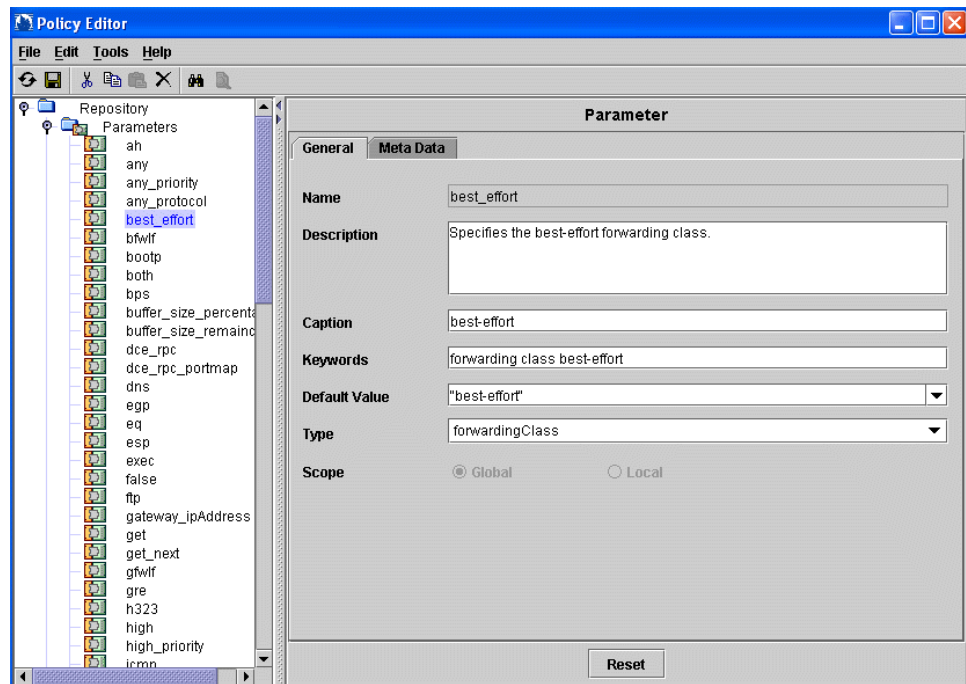 Policy Editor
File Edit Tools Help
Repository
Parameters
ah
any
any_priority
any_protocol
best_effort
bfwlf
bootp
both
bps
buffer_size_percenta
buffer_size_remainc
dce_rpc
dce_rpc_portmap
dns
egp
eq
esp
exec
false
ftp
gateway_ipAddress
get
get_next
gfwlf
gre
h323
high
high_priority
icmp
Parameter
General Meta Data
Name best_effort
Description Specifies the best-effort forwarding class.
Caption best-effort
Keywords forwarding class best-effort
Default Value "best-effort"
Type forwardingClass
Scope Global Local
Reset